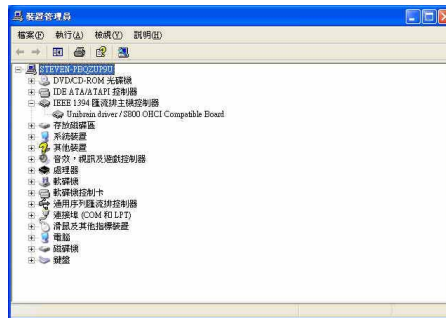 裝置管理員
檔案(F) 執行(A) 檢視(V) 說明(H)
STEVEN-PBQZUP9U
DVD/CD-ROM 光碟機
IDE ATA/ATAPI 控制器
IEEE 1394 匯流排主機控制器
Unibrain driver / S800 OHCI Compatible Board
存放磁碟區
系統裝置
其他裝置
音效，視訊及遊戲控制器
處理器
軟碟機
軟碟機控制卡
通用序列匯流排控制器
連接埠 (COM 和 LPT)
滑鼠及其他指標裝置
電腦
磁碟機
鍵盤